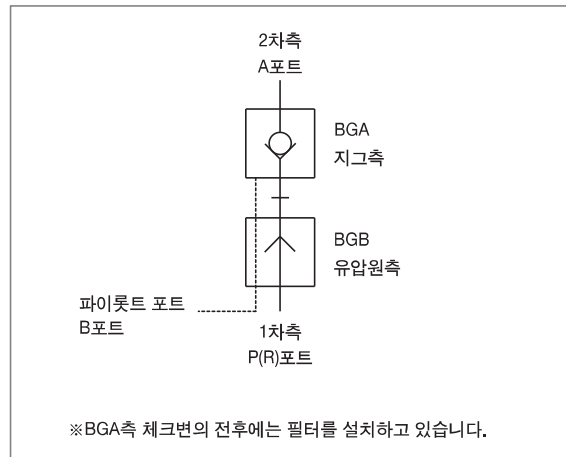 2차측
A포트
BGA
지그측
BGB
유압원측
파이롯트 포트
B포트
1차측
P(R)포트
※BGA측 체크변의 전후에는 필터를 설치하고 있습니다.